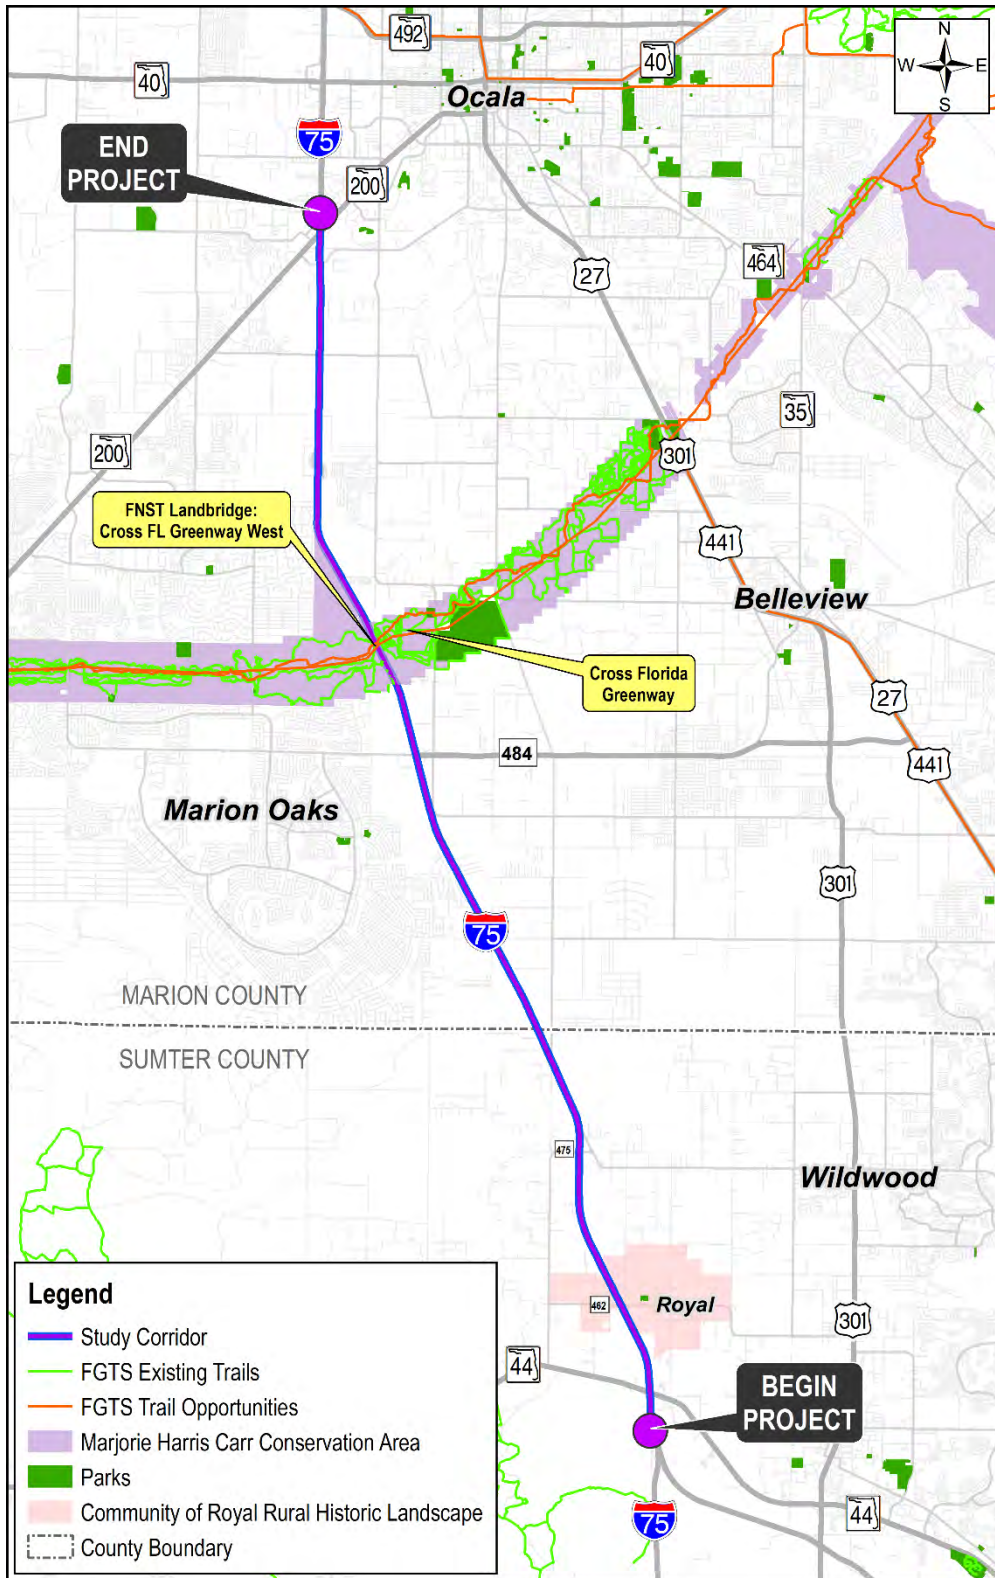 492
40
40
N
W E
S
Ocala
75
END
PROJECT
200
27
464
35
200
301
FNST Landbridge:
Cross FL Greenway West
441
Belleview
Cross Florida
Greenway
27
484
441
Marion Oaks
301
75
MARION COUNTY
SUMTER COUNTY
475
Wildwood
462
Royal
301
44
BEGIN
PROJECT
75
44
Legend
Study Corridor
FGTS Existing Trails
FGTS Trail Opportunities
Marjorie Harris Carr Conservation Area
Parks
Community of Royal Rural Historic Landscape
County Boundary